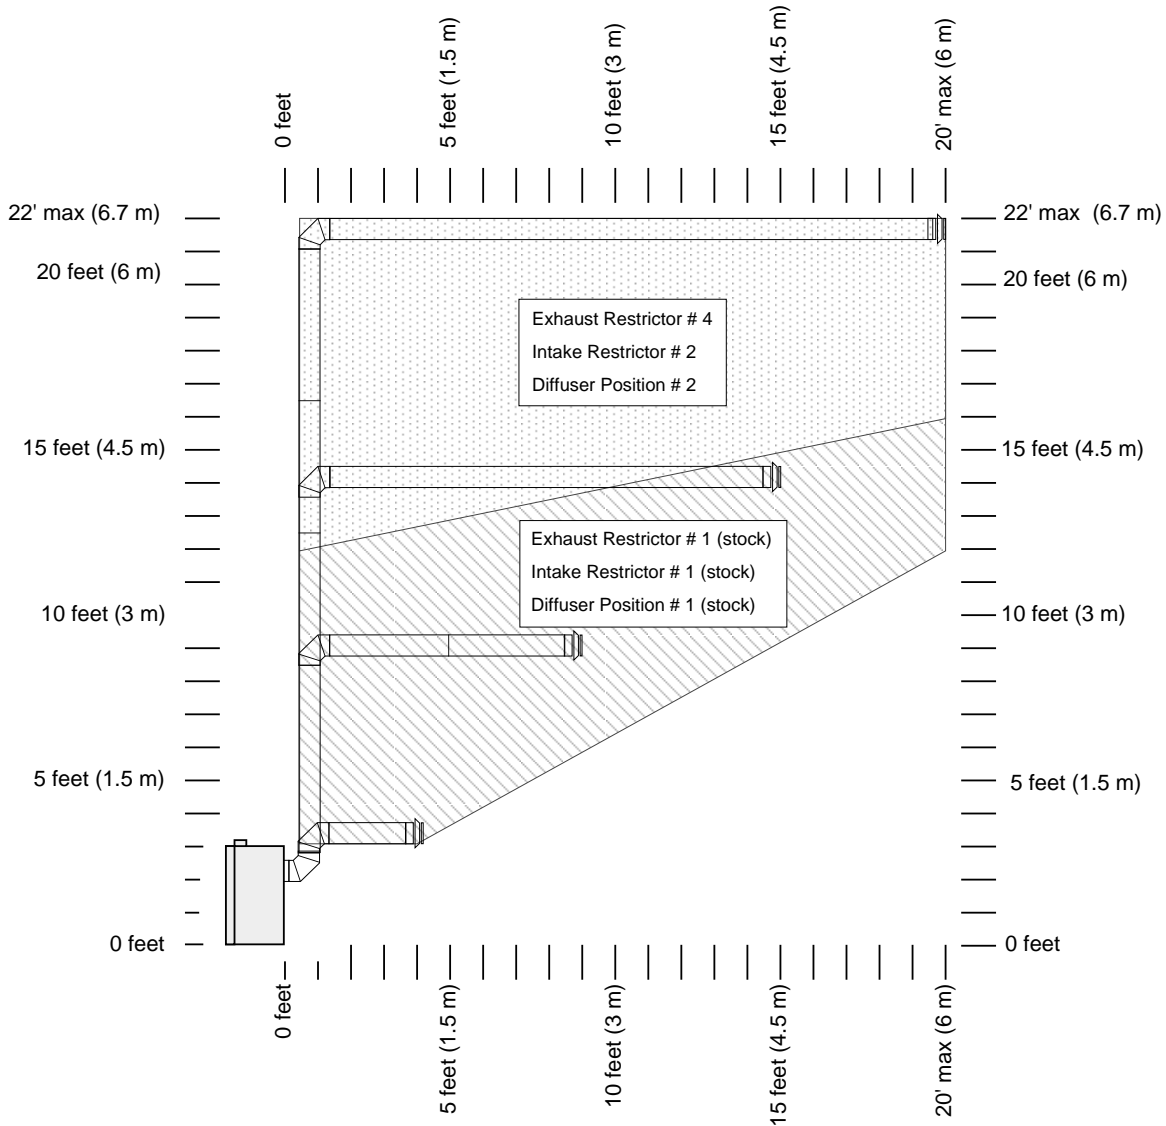 0 feet
5 feet (1.5 m)
10 feet (3 m)
15 feet (4.5 m)
20' max (6 m)
22' max (6.7 m)
20 feet (6 m)
15 feet (4.5 m)
10 feet (3 m)
5 feet (1.5 m)
0 feet
Exhaust Restrictor # 4
Intake Restrictor # 2
Diffuser Position # 2
Exhaust Restrictor # 1 (stock)
Intake Restrictor # 1 (stock)
Diffuser Position # 1 (stock)
22' max (6.7 m)
20 feet (6 m)
15 feet (4.5 m)
10 feet (3 m)
5 feet (1.5 m)
0 feet
0 feet
5 feet (1.5 m)
10 feet (3 m)
15 feet (4.5 m)
20' max (6 m)